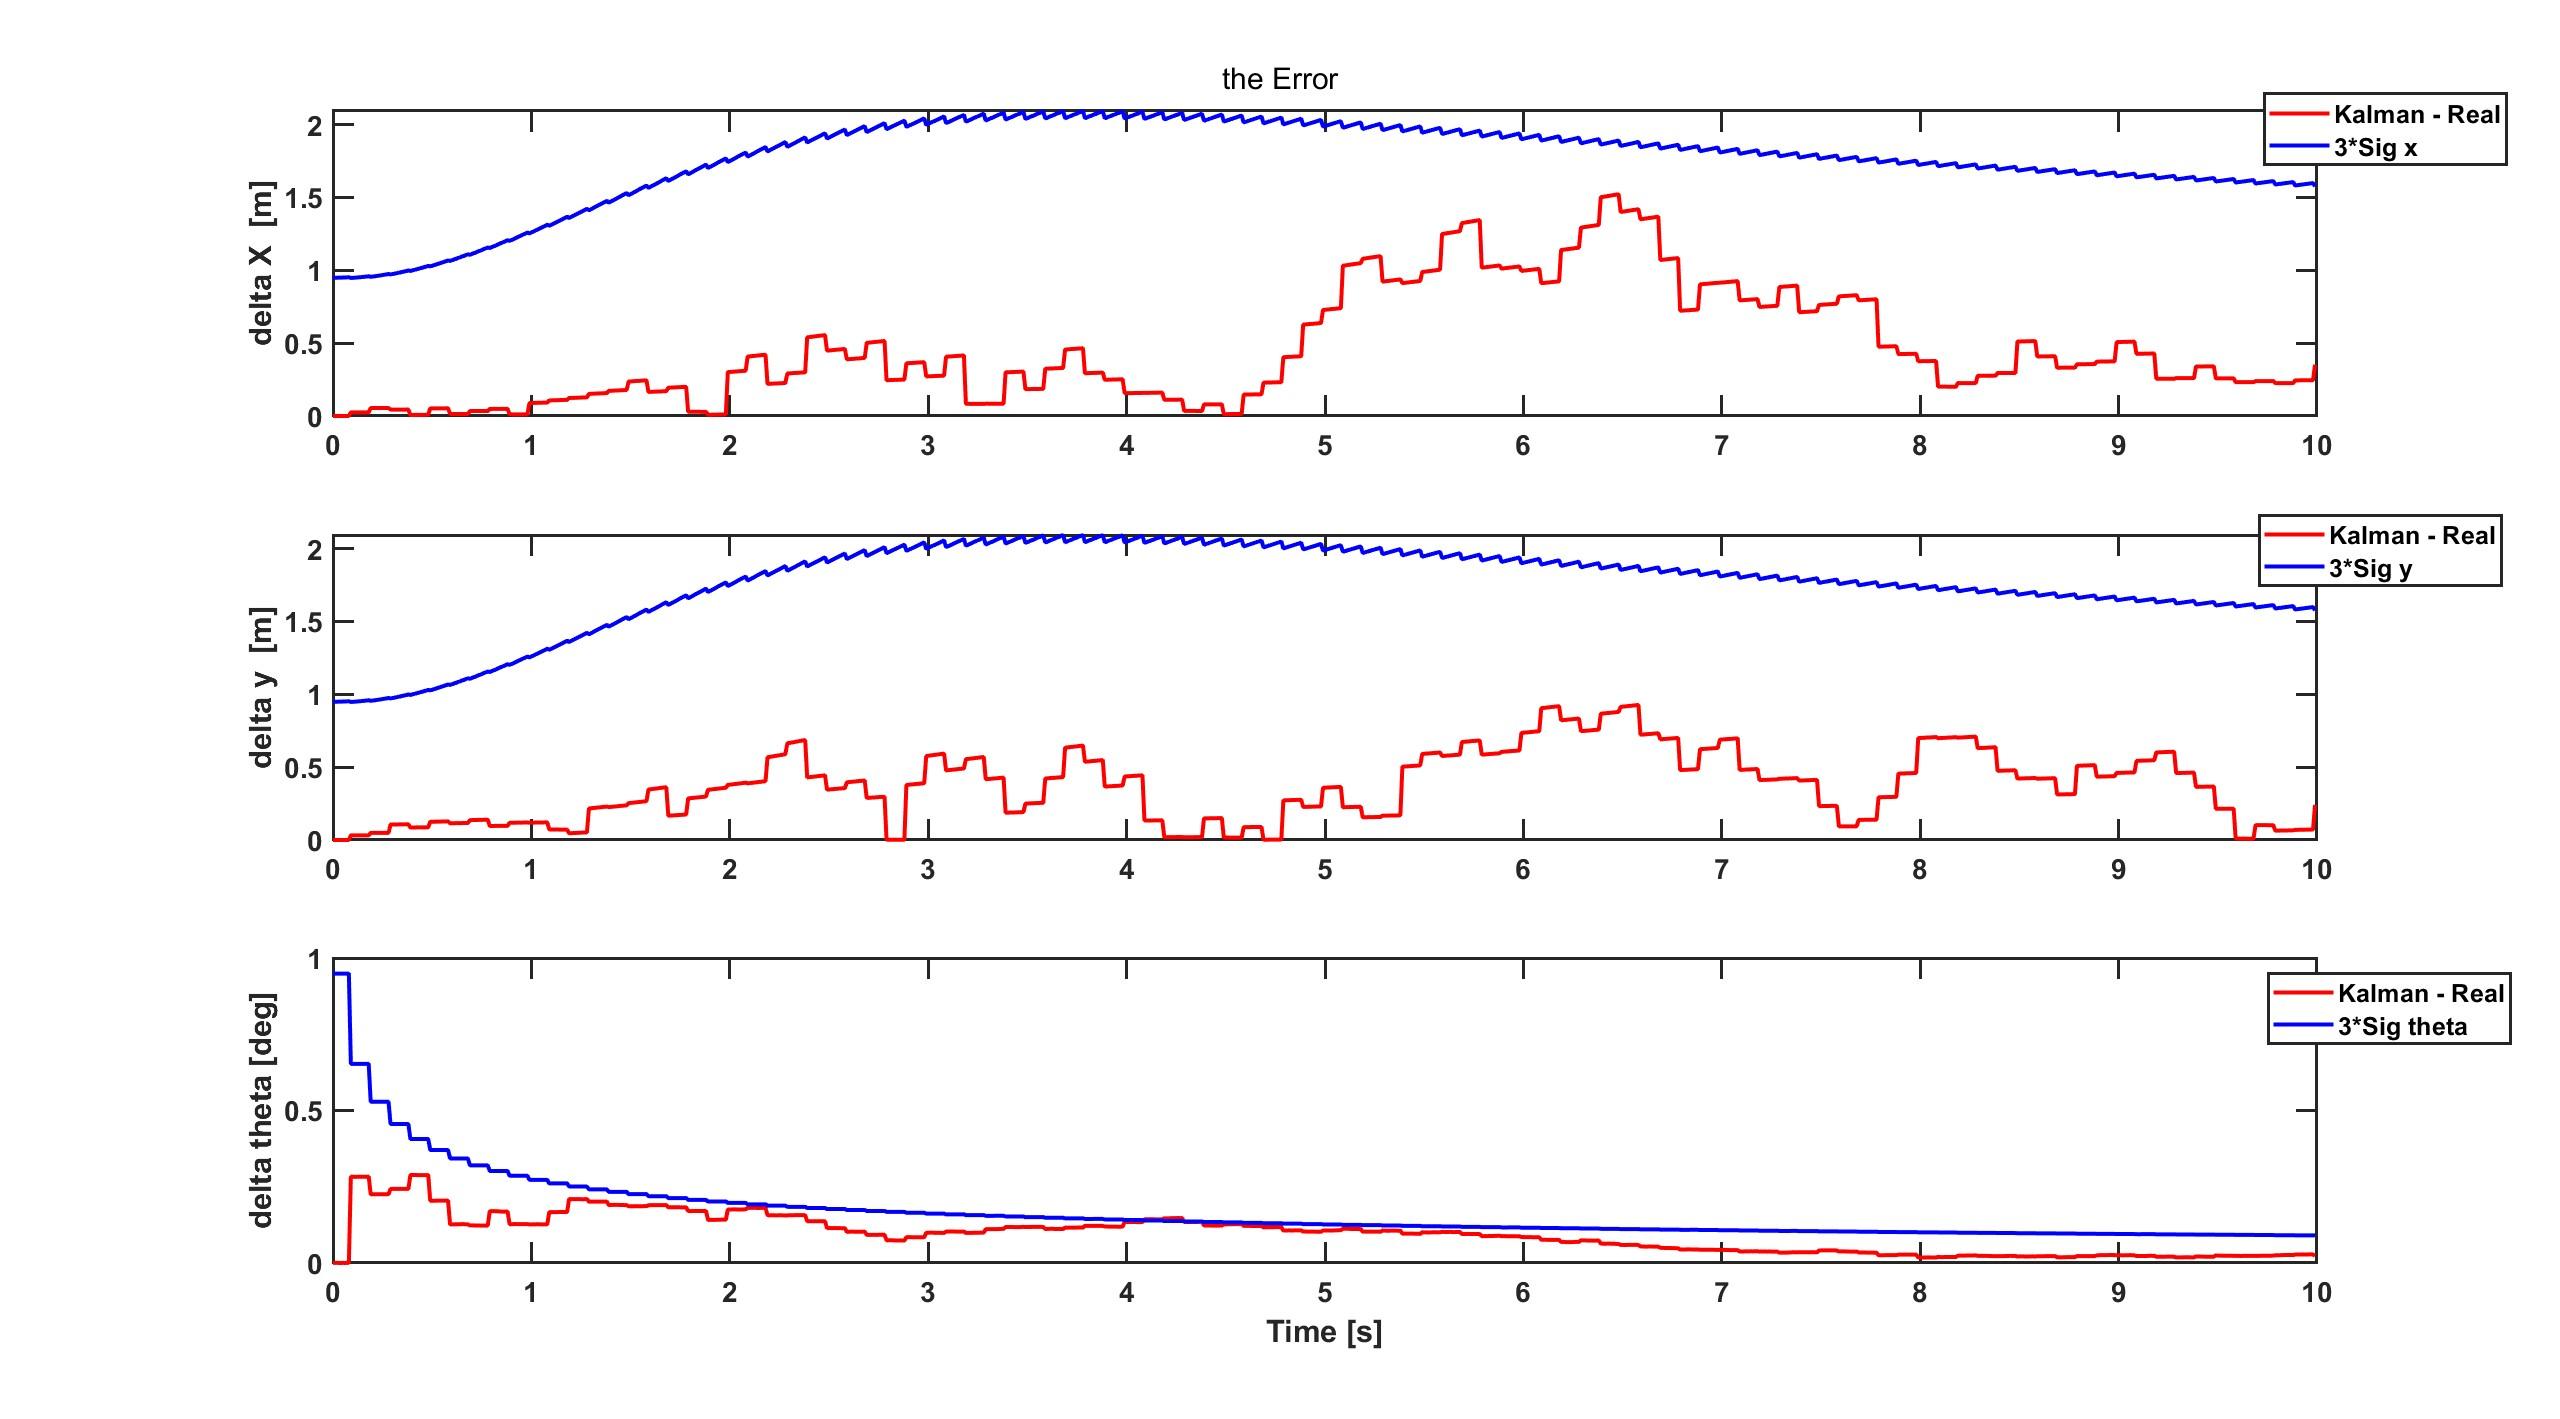 the Error
delta X [m]
2
1.5
1
0.5
0
0 1 2 3 4 5 6 7 8 9 10
Kalman - Real
3*Sig x
delta y [m]
2
1.5
1
0.5
0
0 1 2 3 4 5 6 7 8 9 10
Kalman - Real
3*Sig y
delta theta [deg]
1
0.5
0
0 1 2 3 4 5 6 7 8 9 10
Kalman - Real
3*Sig theta
Time [s]